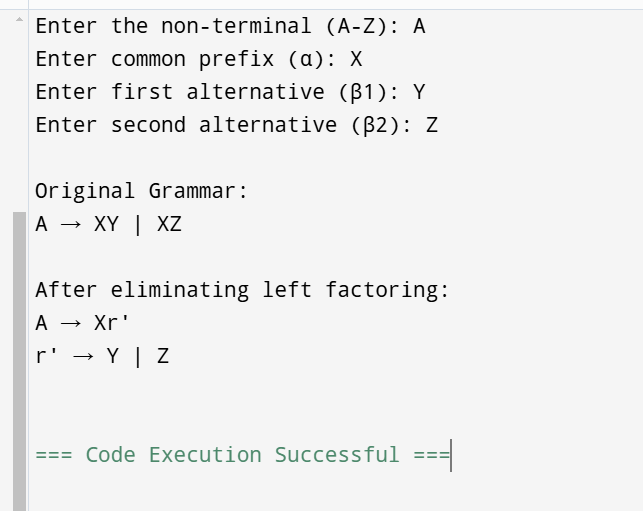 Enter the non-terminal (A-Z): A
Enter common prefix (α): X
Enter first alternative (β1): Y
Enter second alternative (β2): Z
Original Grammar:
A → XY | XZ
After eliminating left factoring:
A → Xr'
r' → Y | Z
=== Code Execution Successful ===